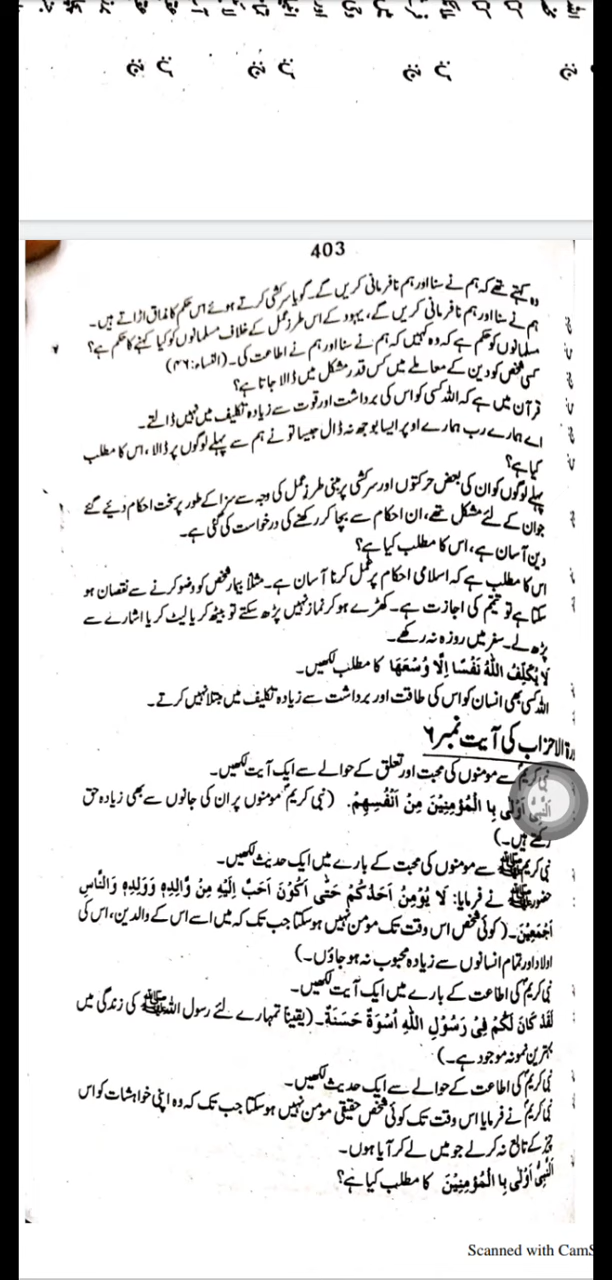 403
وہ کہتے تھے کہ ہم نے سنا اور ہم نافرمانی کریں گے۔ گویا سرکشی کرتے ہوئے اس حکم کا مذاق اڑاتے ہیں۔
ہم نے سنا اور ہم نافرمانی کریں گے، یہود کے اس طرز عمل کے خلاف مسلمانوں کو کیا کہنے کا حکم ہے؟
مسلمانوں کو حکم ہے کہ وہ کہیں کہ ہم نے سنا اور ہم نے اطاعت کی۔ (النساء:۴۶)
کسی شخص کو دین کے معاملے میں کس قدر مشکل میں ڈالا جاتا ہے؟
قرآن میں ہے کہ اللہ کسی کو اس کی برداشت اور قوت سے زیادہ تکلیف میں نہیں ڈالتے۔
اے ہمارے رب ہمارے اوپر ایسا بوجھ نہ ڈال جیسا تو نے ہم سے پہلے لوگوں پر ڈالا، اس کا مطلب
کیا ہے؟
پہلے لوگوں کو ان کی بعض حرکتوں اور سرکشی پر مبنی طرز عمل کی وجہ سے سزا کے طور پر سخت احکام دیئے گئے
جو ان کے لئے مشکل تھے، ان احکام سے بچا کر رکھنے کی درخواست کی گئی ہے۔
دین آسان ہے، اس کا مطلب کیا ہے؟
اس کا مطلب ہے کہ اسلامی احکام پر عمل کرنا آسان ہے۔ مثلاً بیمار شخص کو وضو کرنے سے نقصان ہو
سکتا ہے تو تیمم کی اجازت ہے۔ کھڑے ہو کر نماز نہیں پڑھ سکتے تو بیٹھ کر یا لیٹ کر یا اشارے سے
پڑھ لے۔ سفر میں روزہ نہ رکھے۔
لَا يُكَلِّفُ اللّٰهُ نَفْسًا اِلَّا وُسْعَهَا کا مطلب لکھیں۔
اللہ کسی بھی انسان کو اس کی طاقت اور برداشت سے زیادہ تکلیف میں مبتلا نہیں کرتے۔
الاحزاب کی آیت نمبر ۶
نبی کریم سے مومنوں کی محبت اور تعلق کے حوالے سے ایک آیت لکھیں۔
اَلنَّبِيُّ اَوْلٰى بِا الْمُؤْمِنِيْنَ مِنْ اَنْفُسِهِمْ. (نبی کریم مومنوں پر ان کی جانوں سے بھی زیادہ حق
رکھتے ہیں۔)
نبی کریم ﷺ سے مومنوں کی محبت کے بارے میں ایک حدیث لکھیں۔
حضور ﷺ نے فرمایا: لَا يُؤْمِنُ اَحَدُكُمْ حَتّٰى اَكُوْنَ اَحَبَّ اِلَيْهِ مِنْ وَّالِدِهٖ وَوَلَدِهٖ وَالنَّاسِ
اَجْمَعِيْنَ۔ (کوئی شخص اس وقت تک مومن نہیں ہو سکتا جب تک کہ میں اسے اس کے والدین، اس کی
اولاد اور تمام انسانوں سے زیادہ محبوب نہ ہو جاؤں۔)
نبی کریم کی اطاعت کے بارے میں ایک آیت لکھیں۔
لَقَدْ كَانَ لَكُمْ فِيْ رَسُوْلِ اللّٰهِ اُسْوَةٌ حَسَنَةٌ۔ (یقیناً تمہارے لئے رسول اللہ ﷺ کی زندگی میں
بہترین نمونہ موجود ہے۔)
نبی کریم کی اطاعت کے حوالے سے ایک حدیث لکھیں۔
نبی کریم نے فرمایا اس وقت تک کوئی شخص حقیقی مومن نہیں ہو سکتا جب تک کہ وہ اپنی خواہشات کو اس
چیز کے تابع نہ کر لے جو میں لے کر آیا ہوں۔
اَلنَّبِيُّ اَوْلٰى بِا الْمُؤْمِنِيْنَ کا مطلب کیا ہے؟
Scanned with CamS